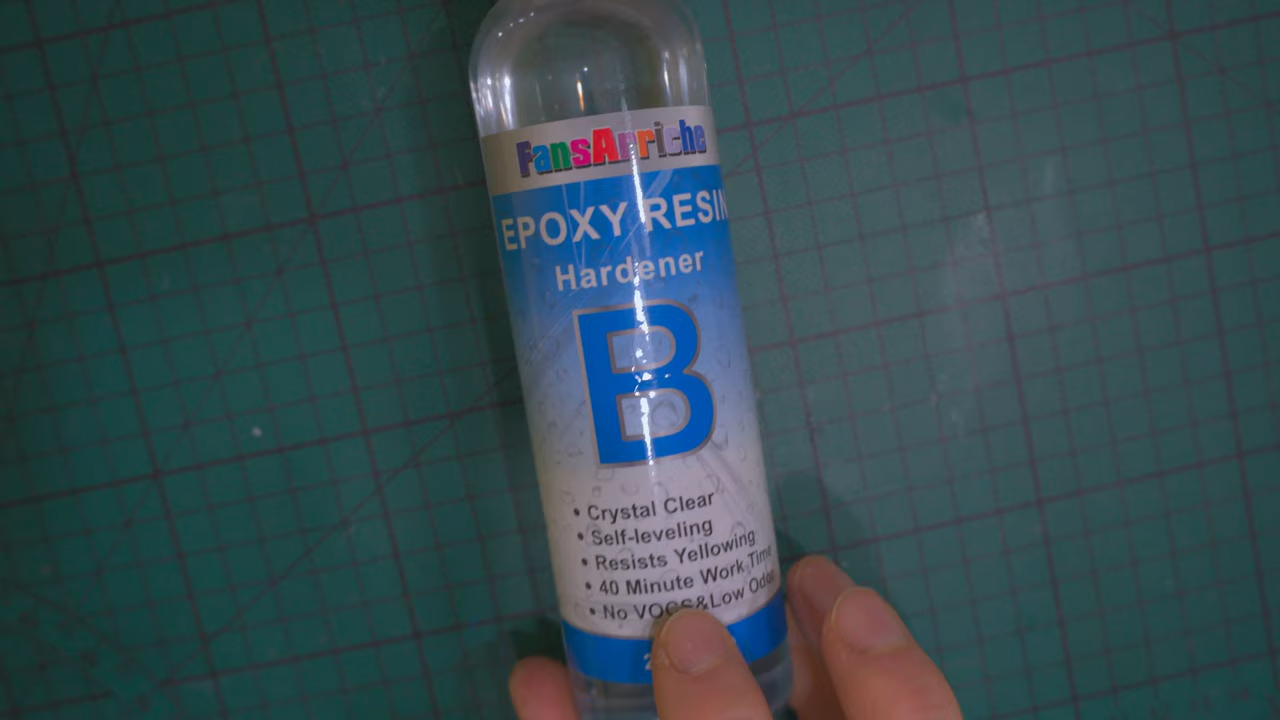 FansArriche
EPOXY RESIN
Hardener
B
• Crystal Clear
• Self-leveling
• Resists Yellowing
• 40 Minute Work Time
• No VOCS&Low Odor